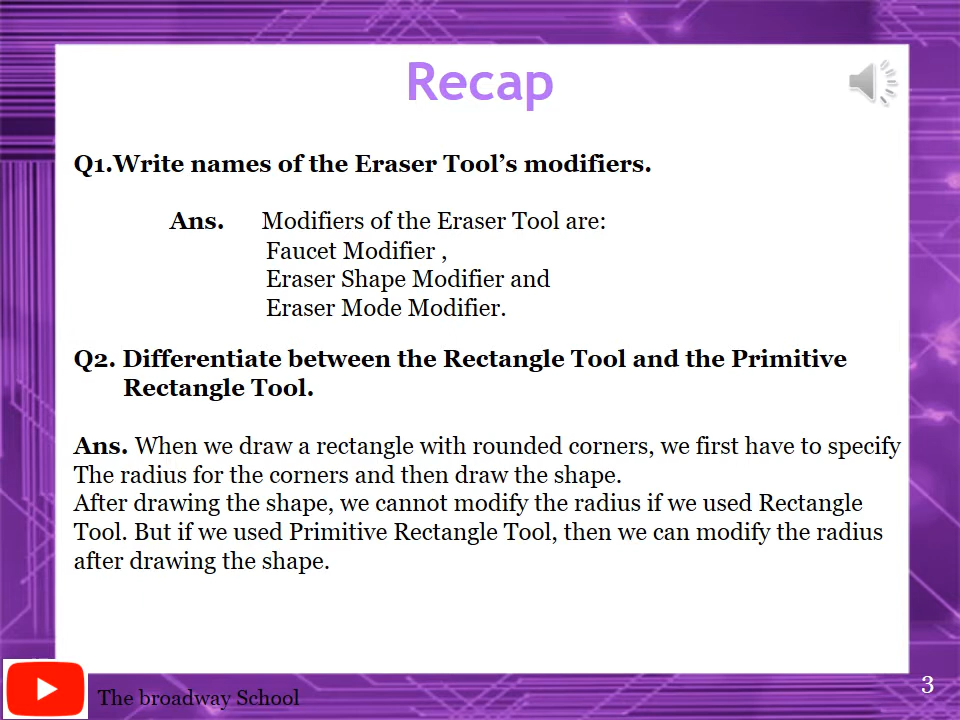 Recap
Q1.Write names of the Eraser Tool’s modifiers.
Ans. Modifiers of the Eraser Tool are:
Faucet Modifier ,
Eraser Shape Modifier and
Eraser Mode Modifier.
Q2. Differentiate between the Rectangle Tool and the Primitive
Rectangle Tool.
Ans. When we draw a rectangle with rounded corners, we first have to specify
The radius for the corners and then draw the shape.
After drawing the shape, we cannot modify the radius if we used Rectangle
Tool. But if we used Primitive Rectangle Tool, then we can modify the radius
after drawing the shape.
The broadway School
3